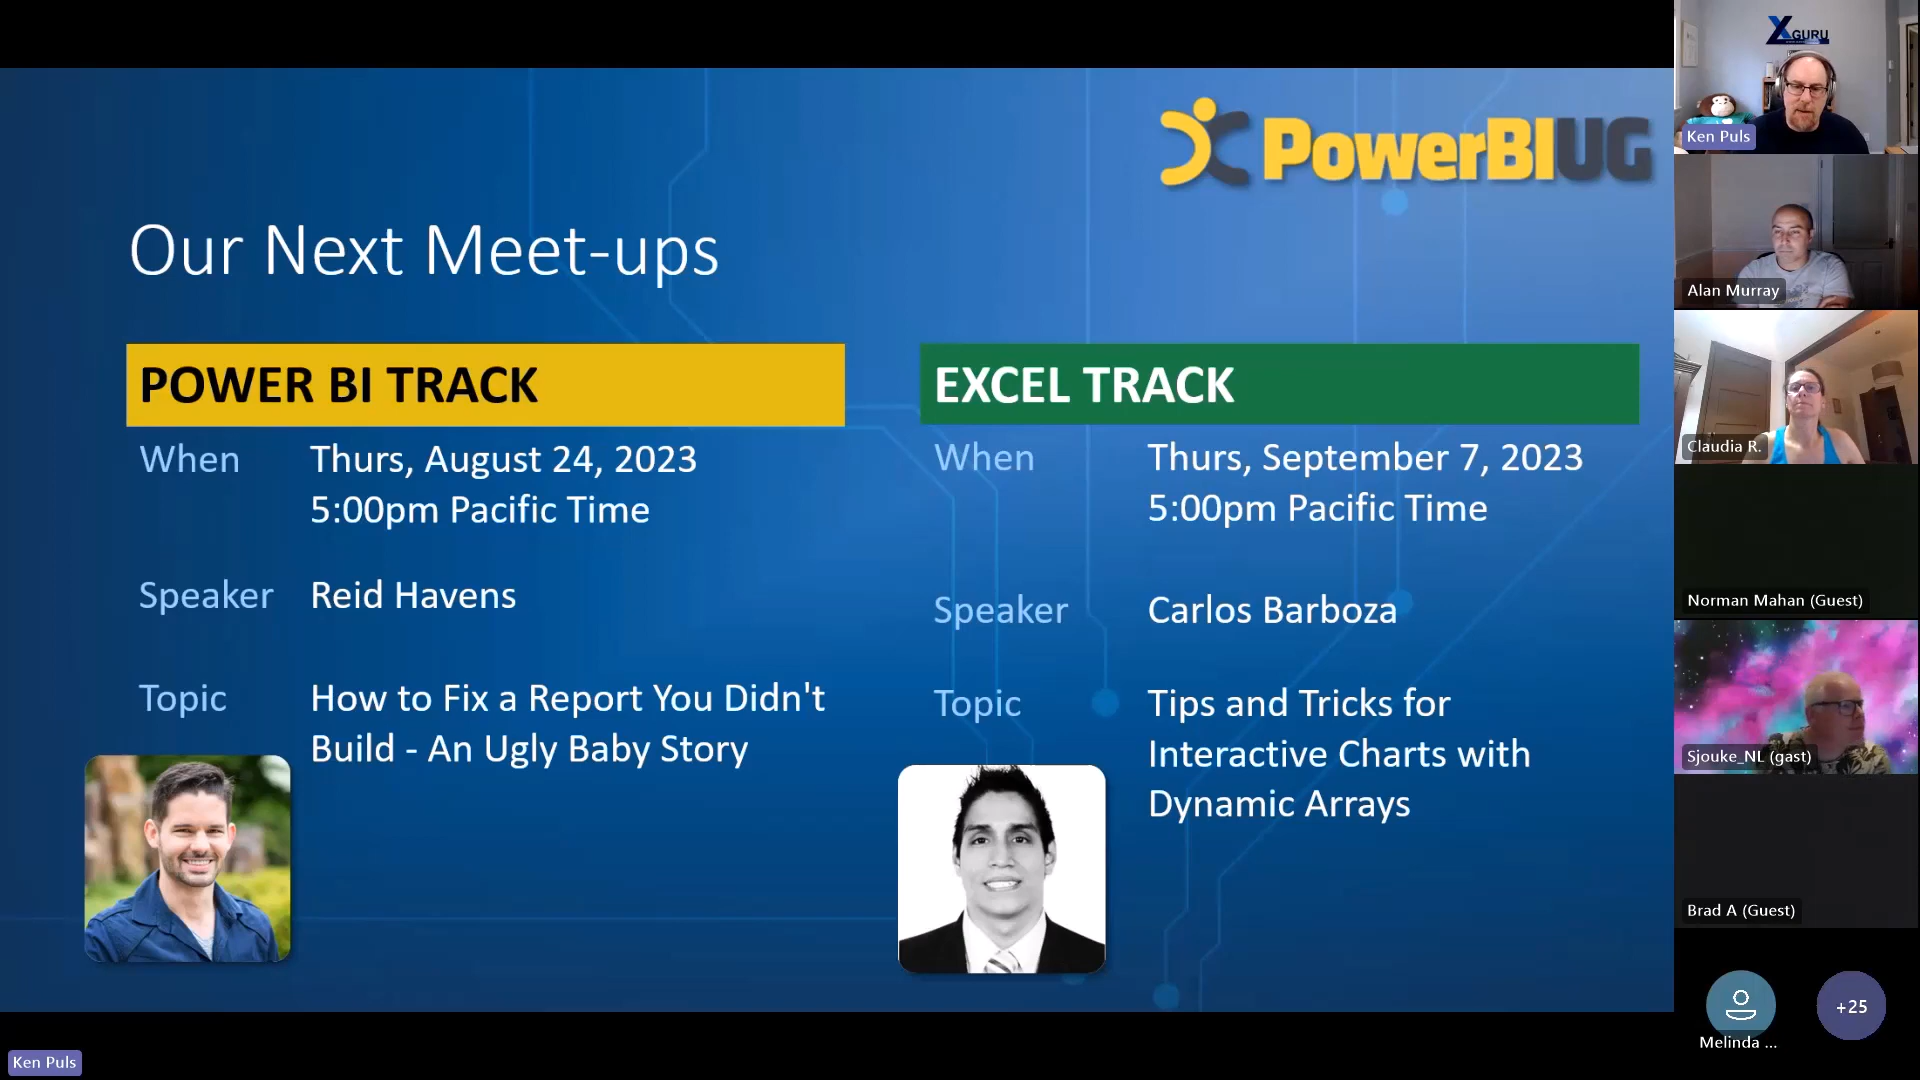 PowerBIUG
Our Next Meet-ups
POWER BI TRACK
When
Thurs, August 24, 2023
5:00pm Pacific Time
Speaker
Reid Havens
Topic
How to Fix a Report You Didn't
Build - An Ugly Baby Story
EXCEL TRACK
When
Thurs, September 7, 2023
5:00pm Pacific Time
Speaker
Carlos Barboza
Topic
Tips and Tricks for
Interactive Charts with
Dynamic Arrays
XGURU
Ken Puls
Alan Murray
Claudia R.
Norman Mahan (Guest)
Sjouke_NL (gast)
Brad A (Guest)
Melinda ...
+25
Ken Puls